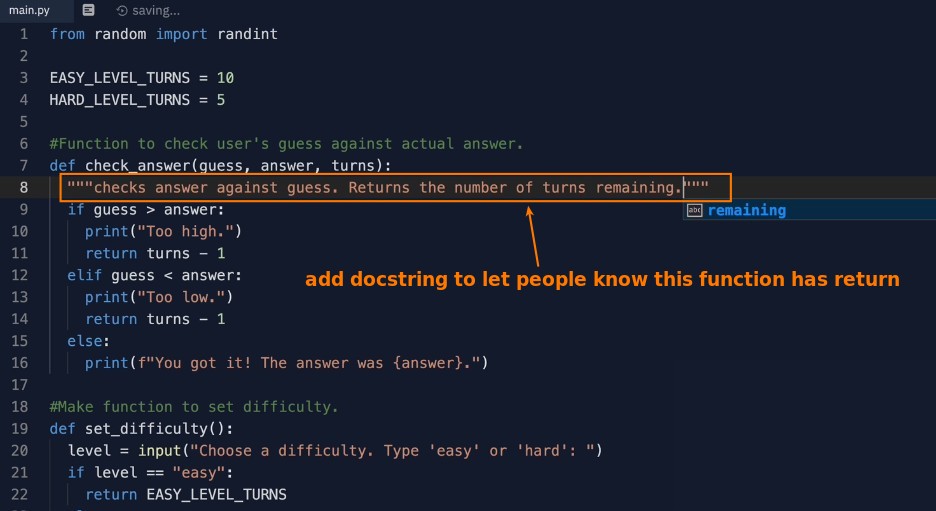 main.py
saving...
1 from random import randint
2
3 EASY_LEVEL_TURNS = 10
4 HARD_LEVEL_TURNS = 5
5
6 #Function to check user's guess against actual answer.
7 def check_answer(guess, answer, turns):
8 """checks answer against guess. Returns the number of turns remaining."""
abc remaining
9 if guess > answer:
10 print("Too high.")
11 return turns - 1
12 elif guess < answer:
add docstring to let people know this function has return
13 print("Too low.")
14 return turns - 1
15 else:
16 print(f"You got it! The answer was {answer}.")
17
18 #Make function to set difficulty.
19 def set_difficulty():
20 level = input("Choose a difficulty. Type 'easy' or 'hard': ")
21 if level == "easy":
22 return EASY_LEVEL_TURNS